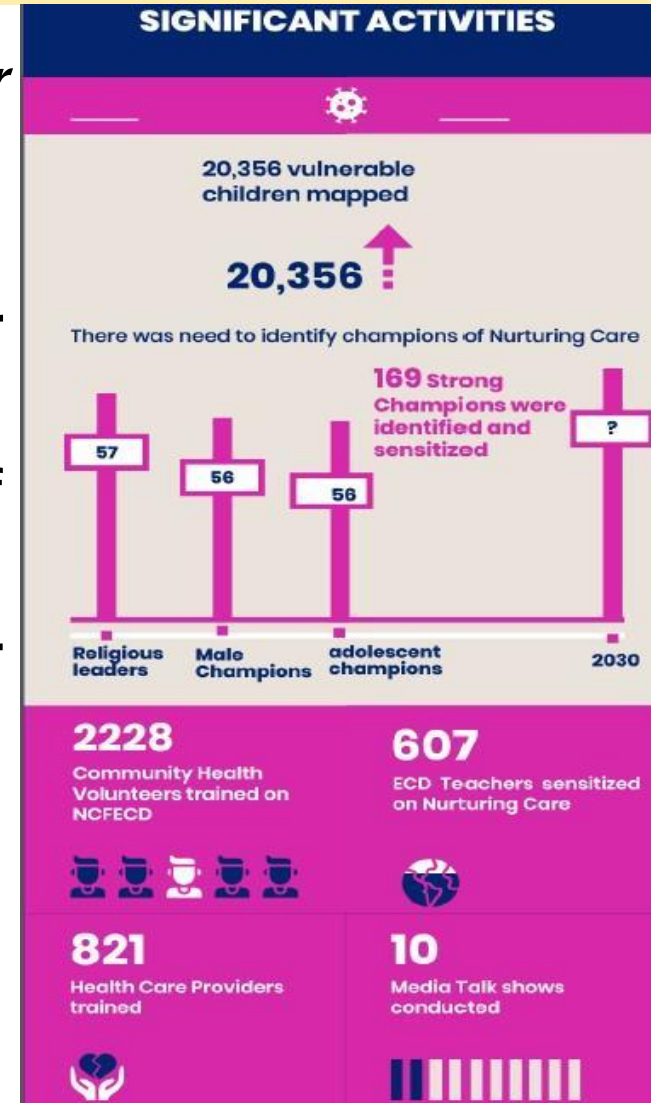 SIGNIFICANT ACTIVITIES
20,356 vulnerable
children mapped
20,356
There was need to identify champions of Nurturing Care
169 Strong
Champions were
identified and
sensitized
57
56
56
?
Religious
leaders
Male
Champions
adolescent
champions
2030
2228
Community Health
Volunteers trained on
NCFECD
607
ECD Teachers sensitized
on Nurturing Care
821
Health Care Providers
trained
10
Media Talk shows
conducted